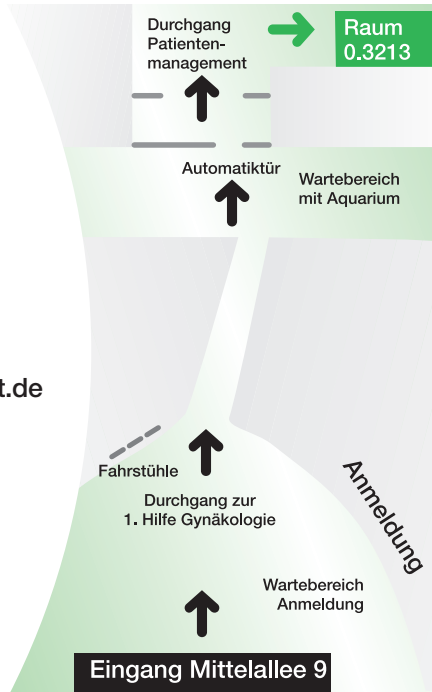 Durchgang
Patienten-
management
Raum
0.3213
Automatiktür
Wartebereich
mit Aquarium
t.de
Fahrstühle
Anmeldung
Durchgang zur
1. Hilfe Gynäkologie
Wartebereich
Anmeldung
Eingang Mittelallee 9